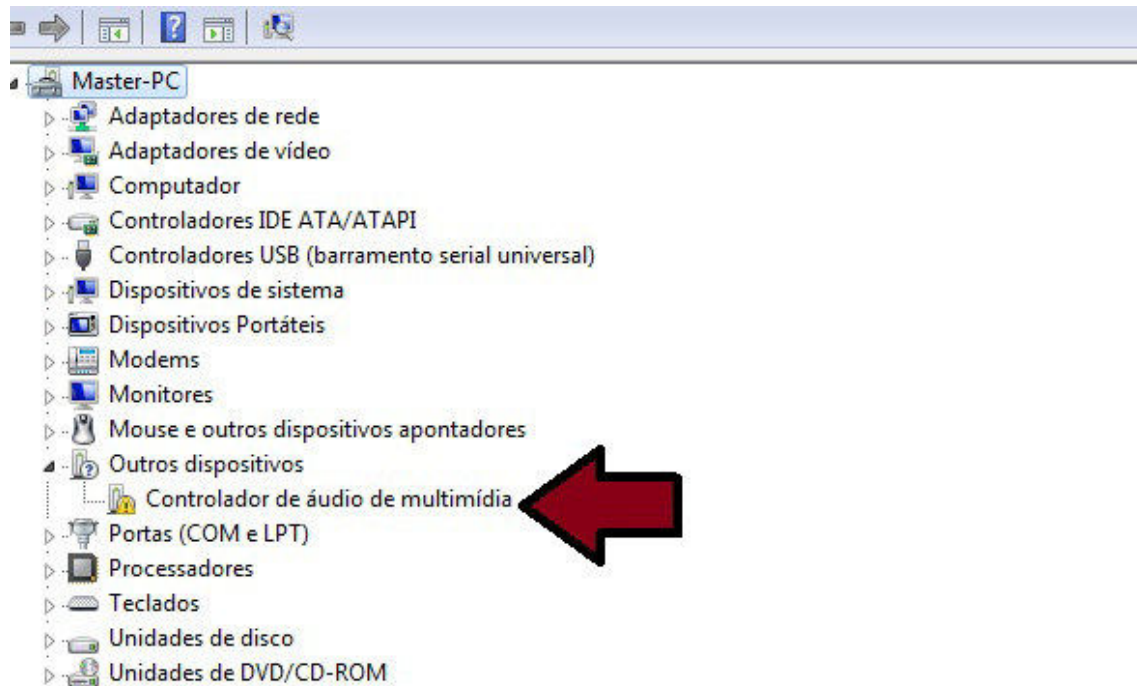 Master-PC
Adaptadores de rede
Adaptadores de vídeo
Computador
Controladores IDE ATA/ATAPI
Controladores USB (barramento serial universal)
Dispositivos de sistema
Dispositivos Portáteis
Modems
Monitores
Mouse e outros dispositivos apontadores
Outros dispositivos
Controlador de áudio de multimídia
Portas (COM e LPT)
Processadores
Teclados
Unidades de disco
Unidades de DVD/CD-ROM